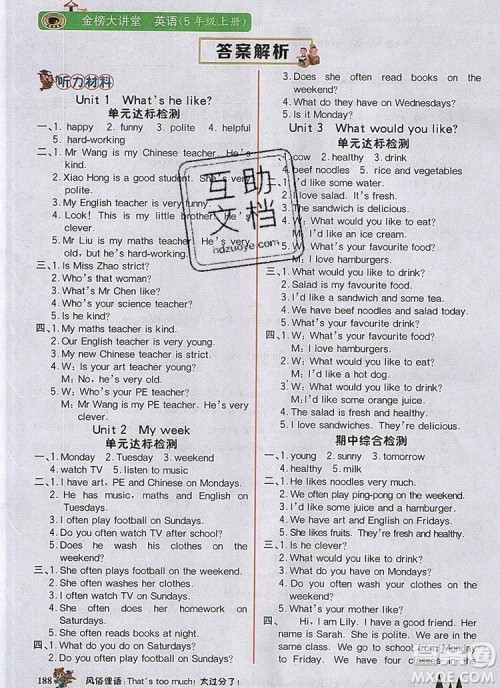 金榜大讲堂 英语(5年级上册)
答案解析
听力材料
Unit 1 What's he like?
单元达标检测
一、1. happy 2. funny 3. polite 4. helpful
5. hard-working
二、1. Mr Wang is my Chinese teacher. He's
kind.
2. Xiao Hong is a good student. She's
polite.
3. My English teacher is very funny.
4. Look! This is my little brother. He's
clever.
5. Mr Liu is my maths teacher. He is
but he's hard-working.
三、1. Is Miss Zhao strict?
2. Who's that woman?
3. What's Mr Chen like?
4. Who's your science teacher?
5. Is he kind?
四、1. My maths teacher is kind.
2. Our English teacher is very young.
3. My new Chinese teacher is strict.
4. W: Is your art teacher young?
M: No, he's very old.
5. W: Who's your PE teacher?
M: Mr Wang is my PE teacher. He's very
clever.
Unit 2 My week
单元达标检测
一、1. Monday 2. Tuesday 3. weekend
4. watch TV 5. listen to music
二、1. I have art, PE and Chinese on Mondays.
2. He has music, maths and English on
Tuesdays.
3. I often play football on Sundays.
4. Do you often watch TV after school?
5. Does he wash his clothes on the
weekend?
三、1. She often plays football on Sundays.
2. She often washes her clothes on the
weekend.
3. She often does her homework on
Saturdays.
四、1. What do you often do on Saturdays?
2. What do you have on Thursdays?
188 风俗俚语: That's too much! 太过分了!
3. Does she often read books on the
weekend?
4. What do they have on Wednesdays?
5. Is it Monday?
Unit 3 What would you like?
单元达标检测
一、1. cow 2. healthy 3. drink
4. beef noodles 5. rice and vegetables
二、1. I'd like some water.
2. I love salad. It's fresh.
3. The sandwich is delicious.
4. W: What would you like to eat?
M: I'd like an ice cream.
5. W: What's your favourite food?
M: I love hamburgers.
三、1. What would you like to drink?
2. Salad is my favourite food.
3. I'd like a sandwich and some tea.
4. We have beef noodles and salad today.
5. What's your favourite drink?
四、1. W: What's your favourite food?
M: I love hamburgers.
2. W: What would you like to eat?
M: I'd like a hot dog.
3. W: What would you like to drink?
M: I'd like some orange juice.
4. This food is fresh and healthy.
5. I love sandwiches. They're delicious.
期中综合检测
一、1. young 2. sunny 3. tomorrow
4. healthy 5. milk
二、1. He likes noodles very much.
2. We often play ping-pong on the weekend.
3. I'd like some juice and a hamburger.
4. We have art and English on Fridays.
5. She likes fruits. They're fresh and healthy.
三、1. Is he clever?
2. What would you like to drink?
3. What do you have on Mondays?
4. Do you often wash your clothes on the
weekend?
5. What's your mother like?
四、 Hi, I am Lily. I have a good friend. Her
name is Sarah. She is polite. We are in the
same class. We go to school from Monday
to Friday. We have some same classes on
互助
文档
hdzuoye.com